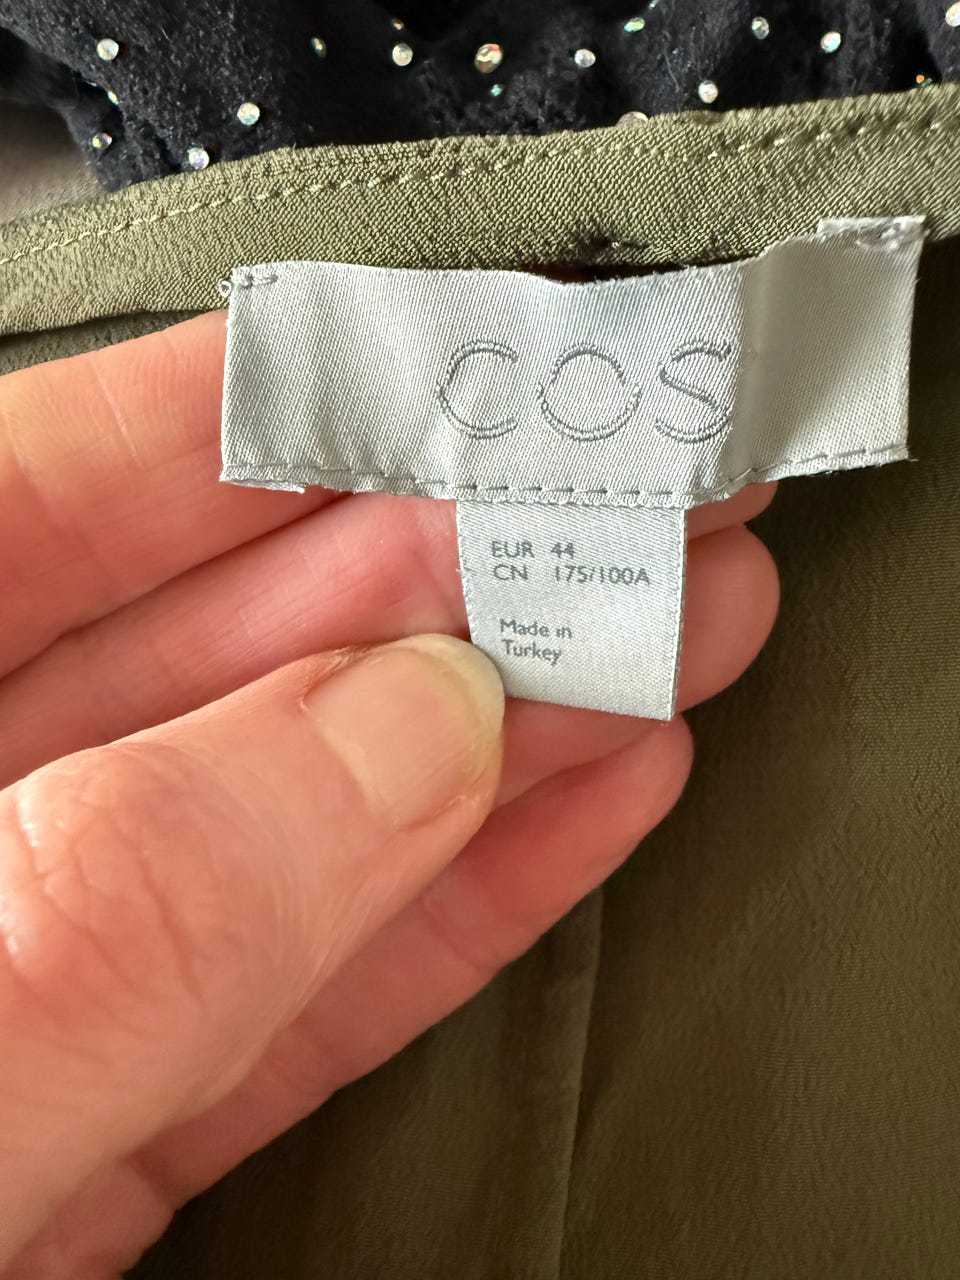 COS
EUR 44
CN 175/100A
Made in
Turkey